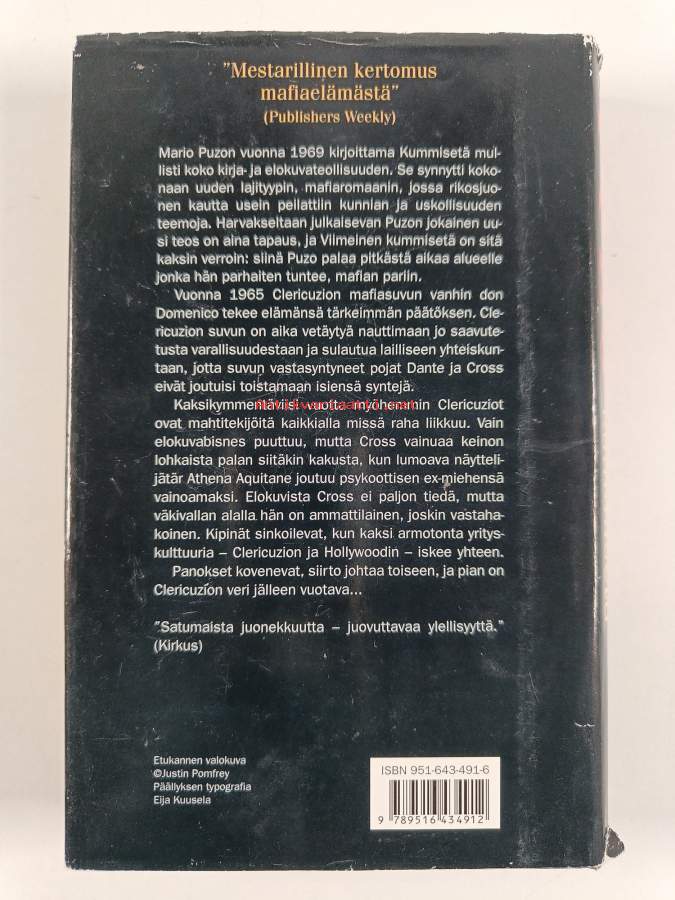 "Mestarillinen kertomus
mafiaelämästä"
(Publishers Weekly)
Mario Puzon vuonna 1969 kirjoittama Kummisetä mul-
listi koko kirja- ja elokuvateollisuuden. Se synnytti koko-
naan uuden lajityypin, mafiaromaanin, jossa rikosjuo-
nen kautta usein peilattiin kunnian ja uskollisuuden
teemoja. Harvakseltaan julkaisevan Puzon jokainen uu-
si teos on aina tapaus, ja Viimeinen kummisetä on sitä
kaksin verroin: siinä Puzo palaa pitkästä aikaa alueelle
jonka hän parhaiten tuntee, mafian pariin.
Vuonna 1965 Clericuzion mafiasuvun vanhin don
Domenico tekee elämänsä tärkeimmän päätöksen. Cle-
ricuzion suvun on aika vetäytyä nauttimaan jo saavute-
tusta varallisuudestaan ja sulautua lailliseen yhteiskun-
taan, jotta suvun vastasyntyneet pojat Dante ja Cross
eivät joutuisi toistamaan isiensä syntejä.
Kaksikymmentäviisi vuotta myöhemmin Clericuziot
ovat mahtitekijöitä kaikkialla missä raha liikkuu. Vain
elokuvabisnes puuttuu, mutta Cross vainuaa keinon
lohkaista palan siitäkin kakusta, kun lumoava näytteli-
jätär Athena Aquitane joutuu psykoottisen ex-miehensä
vainoamaksi. Elokuvista Cross ei paljon tiedä, mutta
väkivallan alalla hän on ammattilainen, joskin vastaha-
koinen. Kipinät sinkoilevat, kun kaksi armotonta yritys-
kulttuuria – Clericuzion ja Hollywoodin – iskee yhteen.
Panokset kovenevat, siirto johtaa toiseen, ja pian on
Clericuzion veri jälleen vuotava...
"Satumaista juonekkuutta – juovuttavaa ylellisyyttä."
(Kirkus)
Etukannen valokuva
©Justin Pomfrey
Päällyksen typografia
Eija Kuusela
ISBN 951-643-491-6
9 789516 434912